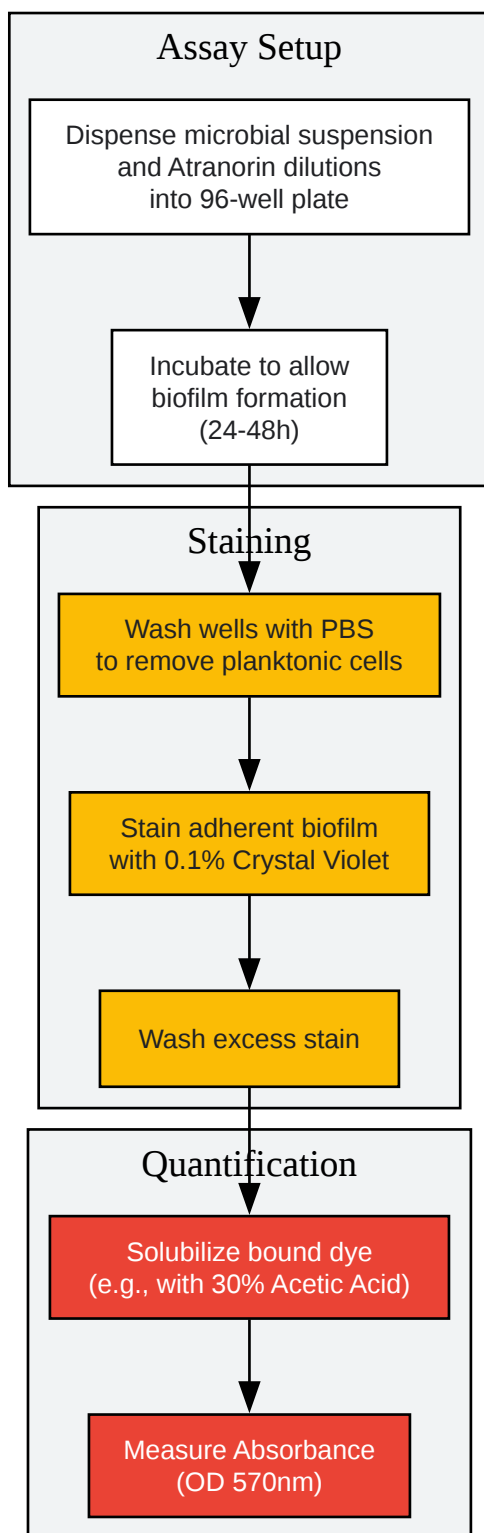 Assay Setup
Dispense microbial suspension
and Atranorin dilutions
into 96-well plate
Incubate to allow
biofilm formation
(24-48h)
Staining
Wash wells with PBS
to remove planktonic cells
Stain adherent biofilm
with 0.1% Crystal Violet
Wash excess stain
Quantification
Solubilize bound dye
(e.g., with 30% Acetic Acid)
Measure Absorbance
(OD 570nm)